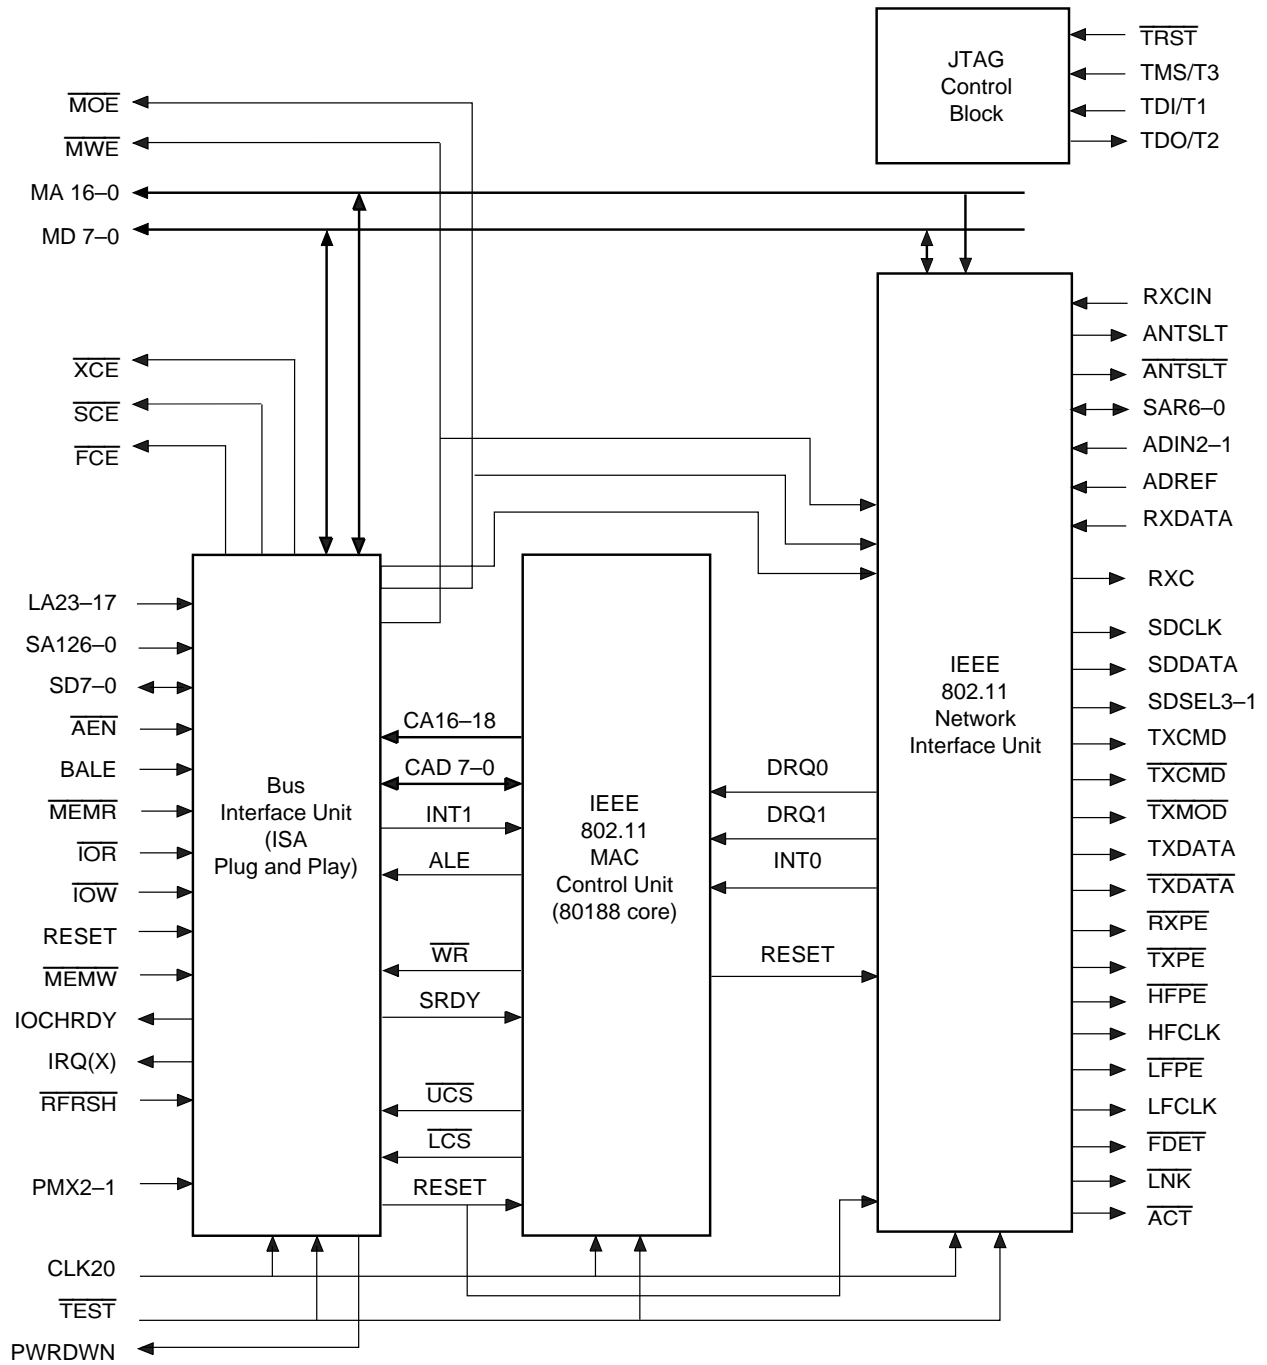 JTAG
Control
Block
TRST
TMS/T3
TDI/T1
TDO/T2
MOE
MWE
MA 16–0
MD 7–0
XCE
SCE
FCE
LA23–17
SA126–0
SD7–0
AEN
BALE
MEMR
IOR
IOW
RESET
MEMW
IOCHRDY
IRQ(X)
RFRSH
PMX2–1
CLK20
TEST
PWRDWN
Bus
Interface Unit
(ISA
Plug and Play)
CA16–18
CAD 7–0
INT1
ALE
WR
SRDY
UCS
LCS
RESET
IEEE
802.11
MAC
Control Unit
(80188 core)
DRQ0
DRQ1
INT0
RESET
IEEE
802.11
Network
Interface Unit
RXCIN
ANTSLT
ANTSLT
SAR6–0
ADIN2–1
ADREF
RXDATA
RXC
SDCLK
SDDATA
SDSEL3–1
TXCMD
TXCMD
TXMOD
TXDATA
TXDATA
RXPE
TXPE
HFPE
HFCLK
LFPE
LFCLK
FDET
LNK
ACT